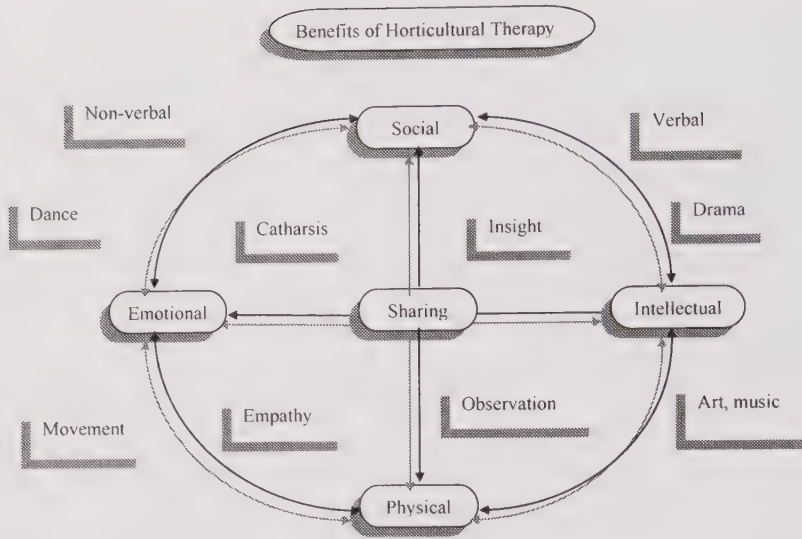 Benefits of Horticultural Therapy
Non-verbal
Social
Verbal
Dance
Catharsis
Insight
Drama
Emotional
Sharing
Intellectual
Movement
Empathy
Observation
Art, music
Physical